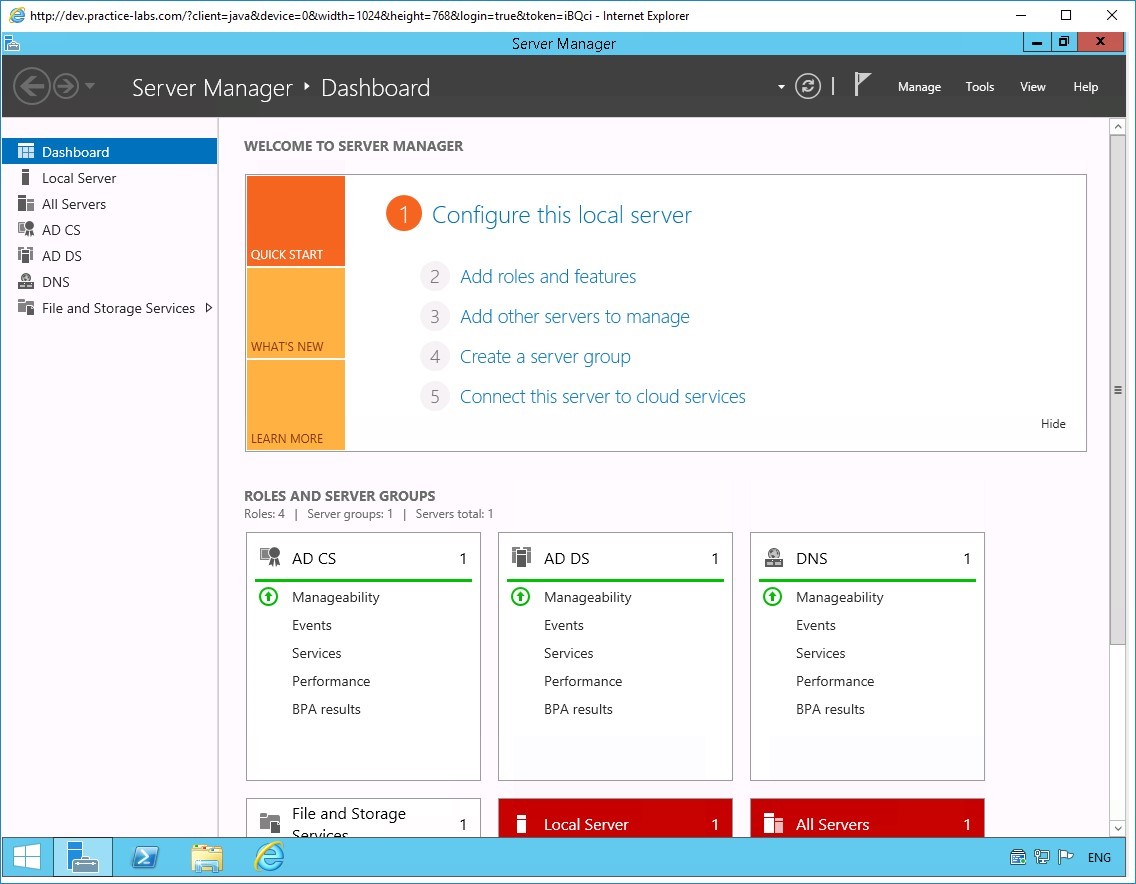 http://dev.practice-labs.com/?client=java&device=0&width=1024&height=768&login=true&token=iBQci - Internet Explorer
Server Manager
Server Manager ‣ Dashboard
Manage Tools View Help
Dashboard
Local Server
All Servers
AD CS
AD DS
DNS
File and Storage Services
WELCOME TO SERVER MANAGER
QUICK START
WHAT'S NEW
LEARN MORE
1 Configure this local server
2 Add roles and features
3 Add other servers to manage
4 Create a server group
5 Connect this server to cloud services
Hide
ROLES AND SERVER GROUPS
Roles: 4 | Server groups: 1 | Servers total: 1
AD CS 1
Manageability
Events
Services
Performance
BPA results
AD DS 1
Manageability
Events
Services
Performance
BPA results
DNS 1
Manageability
Events
Services
Performance
BPA results
File and Storage
Services 1
Local Server 1
All Servers 1
ENG